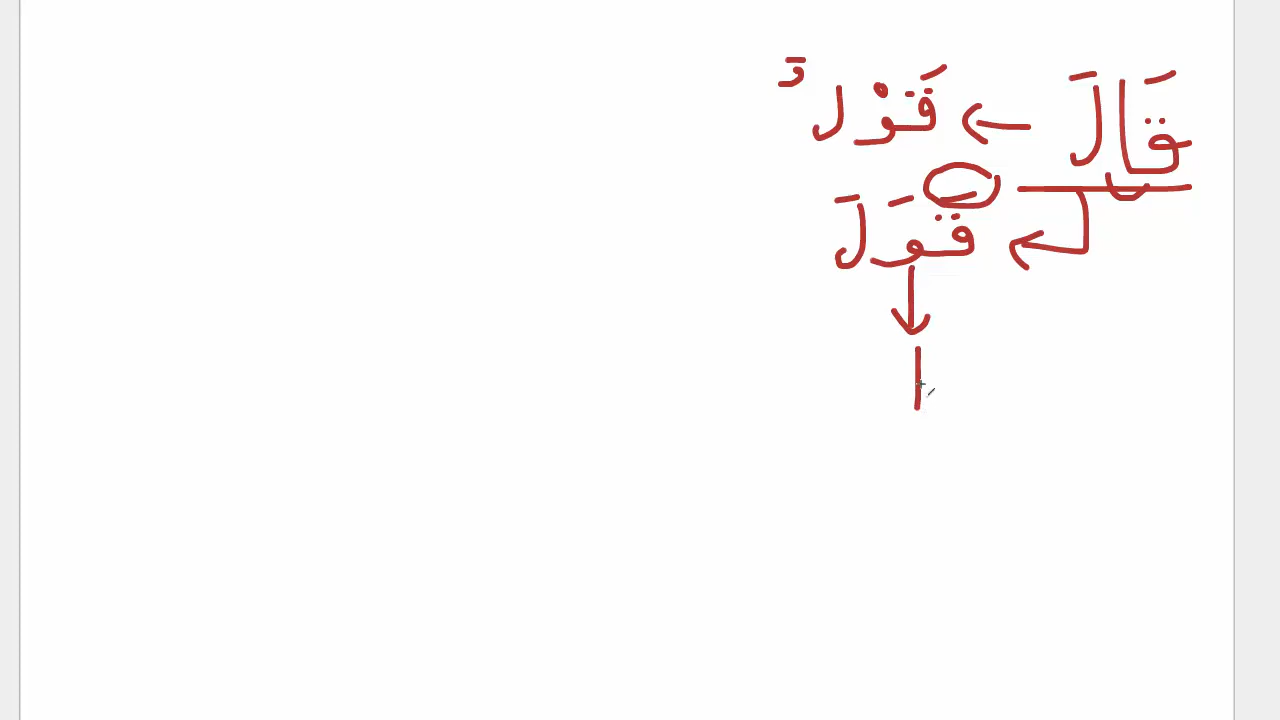 قَالَ ← قَوْل وَ
قَوَلَ
ا